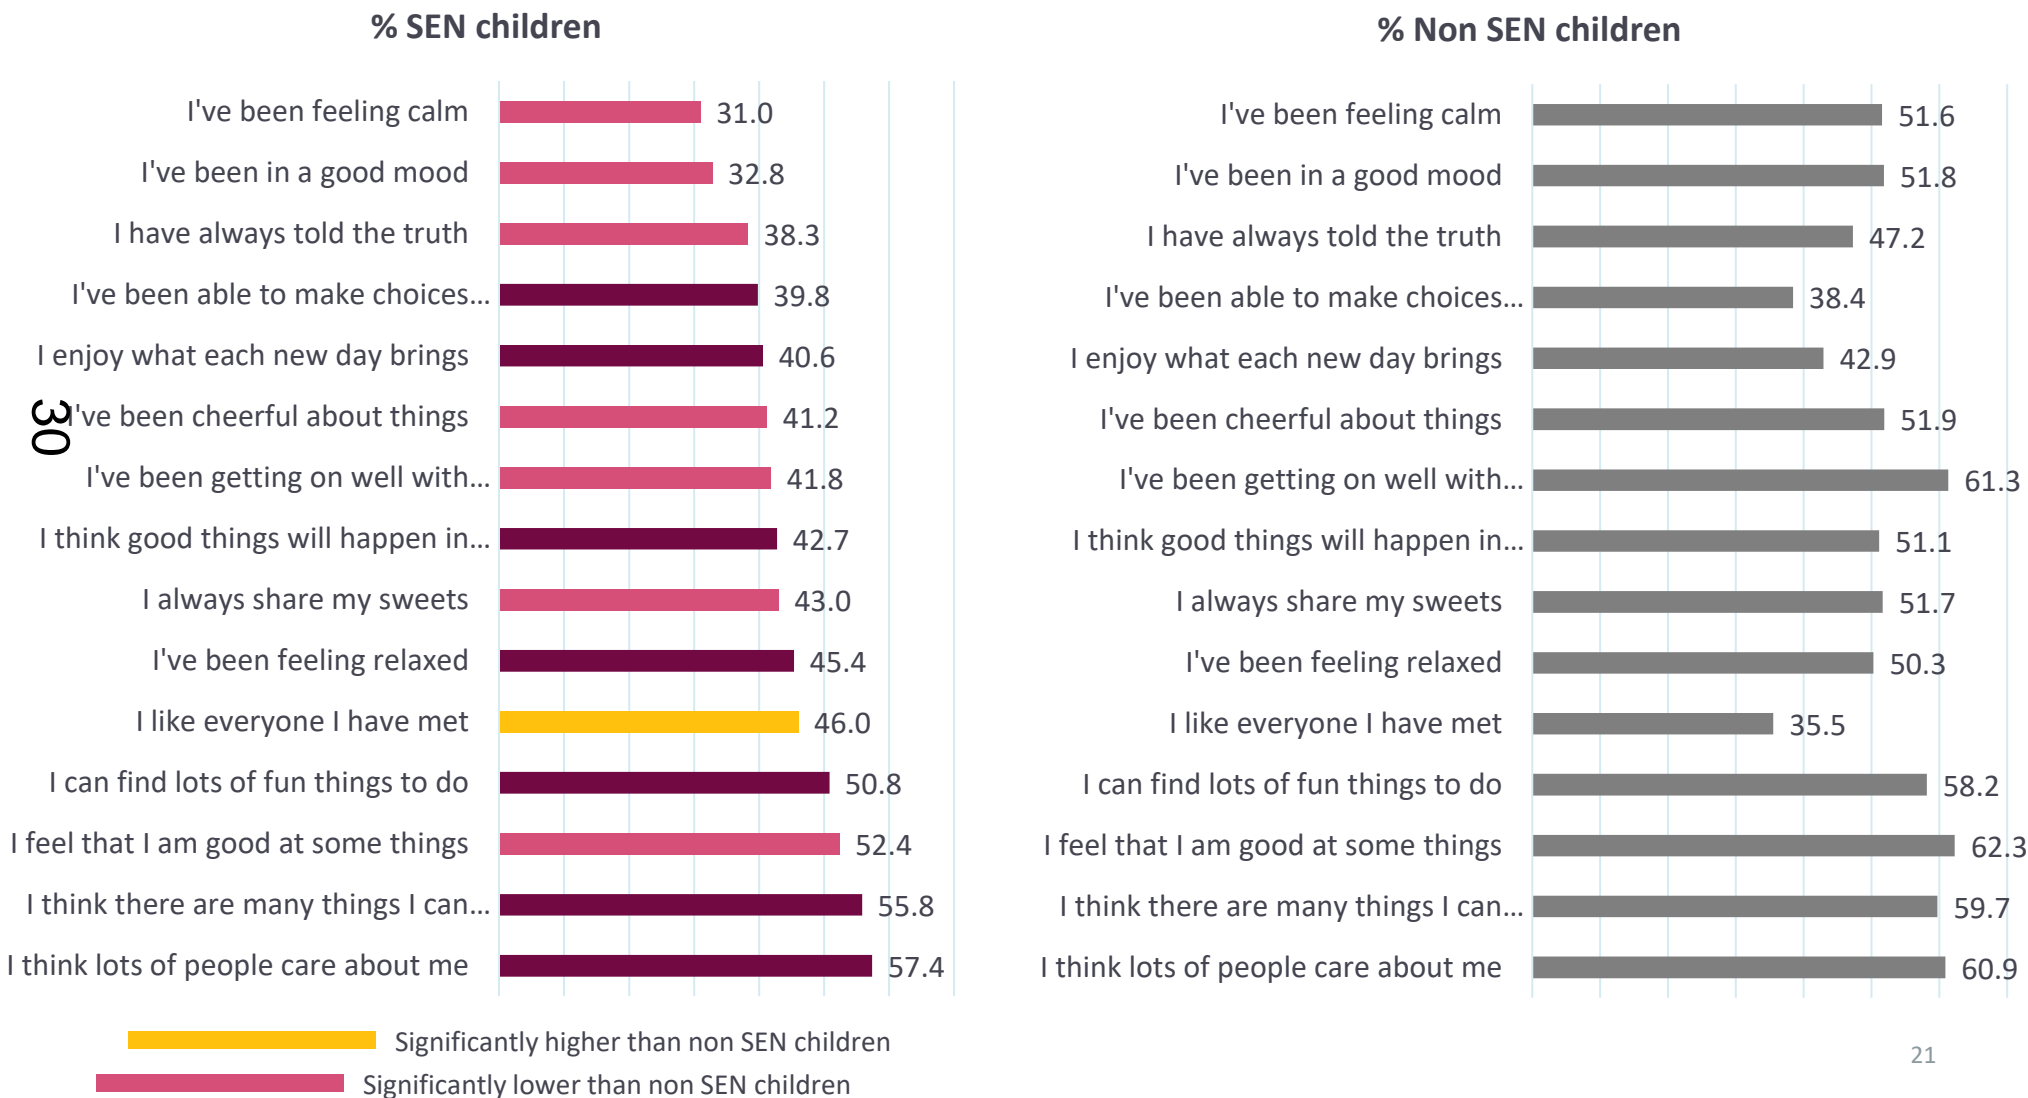 % SEN children
I've been feeling calm 31.0
I've been in a good mood 32.8
I have always told the truth 38.3
I've been able to make choices... 39.8
I enjoy what each new day brings 40.6
I've been cheerful about things 41.2
30
I've been getting on well with... 41.8
I think good things will happen in... 42.7
I always share my sweets 43.0
I've been feeling relaxed 45.4
I like everyone I have met 46.0
I can find lots of fun things to do 50.8
I feel that I am good at some things 52.4
I think there are many things I can... 55.8
I think lots of people care about me 57.4
Significantly higher than non SEN children
Significantly lower than non SEN children
% Non SEN children
I've been feeling calm 51.6
I've been in a good mood 51.8
I have always told the truth 47.2
I've been able to make choices... 38.4
I enjoy what each new day brings 42.9
I've been cheerful about things 51.9
I've been getting on well with... 61.3
I think good things will happen in... 51.1
I always share my sweets 51.7
I've been feeling relaxed 50.3
I like everyone I have met 35.5
I can find lots of fun things to do 58.2
I feel that I am good at some things 62.3
I think there are many things I can... 59.7
I think lots of people care about me 60.9
21